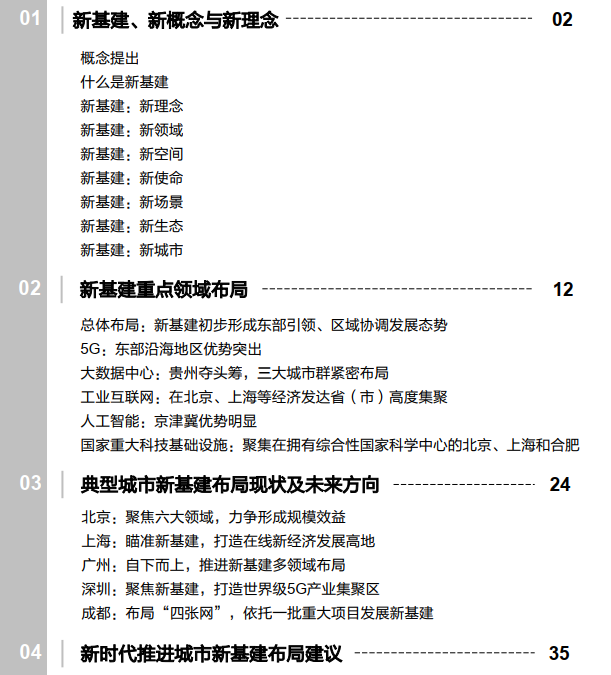 01 新基建、新概念与新理念 02
概念提出
什么是新基建
新基建：新理念
新基建：新领域
新基建：新空间
新基建：新使命
新基建：新场景
新基建：新生态
新基建：新城市
02 新基建重点领域布局 12
总体布局：新基建初步形成东部引领、区域协调发展态势
5G：东部沿海地区优势突出
大数据中心：贵州夺头筹，三大城市群紧密布局
工业互联网：在北京、上海等经济发达省（市）高度集聚
人工智能：京津冀优势明显
国家重大科技基础设施：聚集在拥有综合性国家科学中心的北京、上海和合肥
03 典型城市新基建布局现状及未来方向 24
北京：聚焦六大领域，力争形成规模效益
上海：瞄准新基建，打造在线新经济发展高地
广州：自下而上，推进新基建多领域布局
深圳：聚焦新基建，打造世界级5G产业集聚区
成都：布局“四张网”，依托一批重大项目发展新基建
04 新时代推进城市新基建布局建议 35